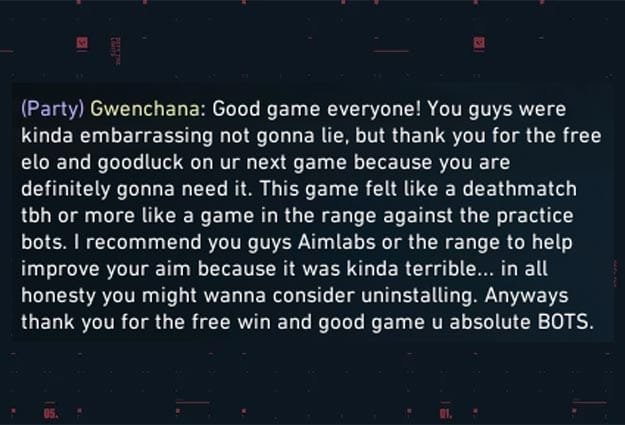 (Party) Gwenchana: Good game everyone! You guys were
kinda embarrassing not gonna lie, but thank you for the free
elo and goodluck on ur next game because you are
definitely gonna need it. This game felt like a deathmatch
tbh or more like a game in the range against the practice
bots. I recommend you guys Aimlabs or the range to help
improve your aim because it was kinda terrible... in all
honesty you might wanna consider uninstalling. Anyways
thank you for the free win and good game u absolute BOTS.
05.
01.